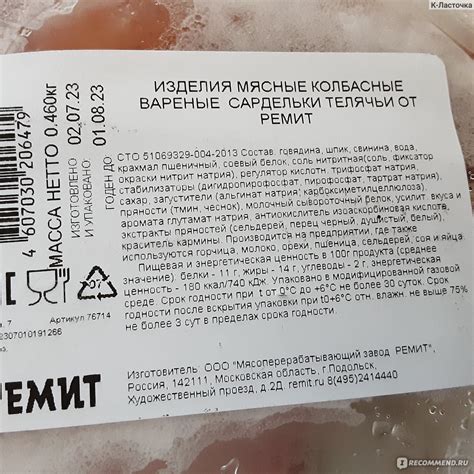 К-Ласточка
ИЗДЕЛИЯ МЯСНЫЕ КОЛБАСНЫЕ
ВАРЕНЫЕ САРДЕЛЬКИ ТЕЛЯЧЬИ ОТ
РЕМИТ
СТО 51069329-004-2013 Состав: говядина, шпик, свинина, вода,
крахмал пшеничный, соевый белок, соль нитритная(соль, фиксатор
окраски нитрит натрия), регулятор кислотн. трифосфат натрия,
стабилизаторы (дигидропирофосфат, пирофосфат, тартрат натрия),
сахар, загустители (альгинат натрия, карбоксиметилцеллюлоза),
пряности (тмин, чеснок), молочный сывороточный белок, усилит. вкуса и
аромата глутамат натрия, антиокислитель изоаскорбиновая кислота,
экстракты пряностей (сельдерей, перец черный, душистый, белый),
краситель кармины. Производится на предприятии, где также
используются горчица, молоко, орехи, пшеница, сельдерей, соя и яйца
Пищевая и энергетическая ценность в 100г продукта (среднее
значение): белки - 11 г, жиры - 14 г, углеводы - 2 г, энергетическая
ценность - 180 ккал/740 кДж. Упаковано в модифицированной газовой
среде. Срок годности при t от 0°С до +6°С не более 30 суток. Срок
годности после вскрытия упаковки при t0+6°С отн. влажн. не выше 75%
не более 3 сут в пределах срока годности.
Изготовитель: ООО "Мясоперерабатывающий завод РЕМИТ",
Россия, 142111, Московская область, г.Подольск,
Художественный проезд, д.2Д. remit.ru 8(495)2414440
4607030 206479
МАССА НЕТТО 0.460кг
ИЗГОТОВЛЕНО
И УПАКОВАНО: 02.07.23
ГОДЕН ДО: 01.08.23
07
Артикул 76714
2307010191266
РЕМИТ
RECOMMEND.RU